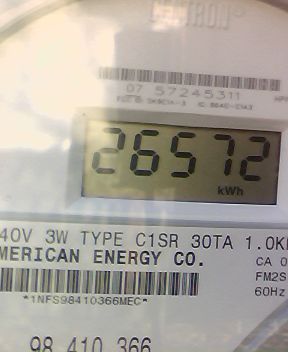 CENTRON®
07 57245311
26572
kWh
40V 3W TYPE C1SR 30TA 1.0K
MERICAN ENERGY CO.
CA 0
FM2S
60Hz
*1NFS98410366MEC*
98 410 366